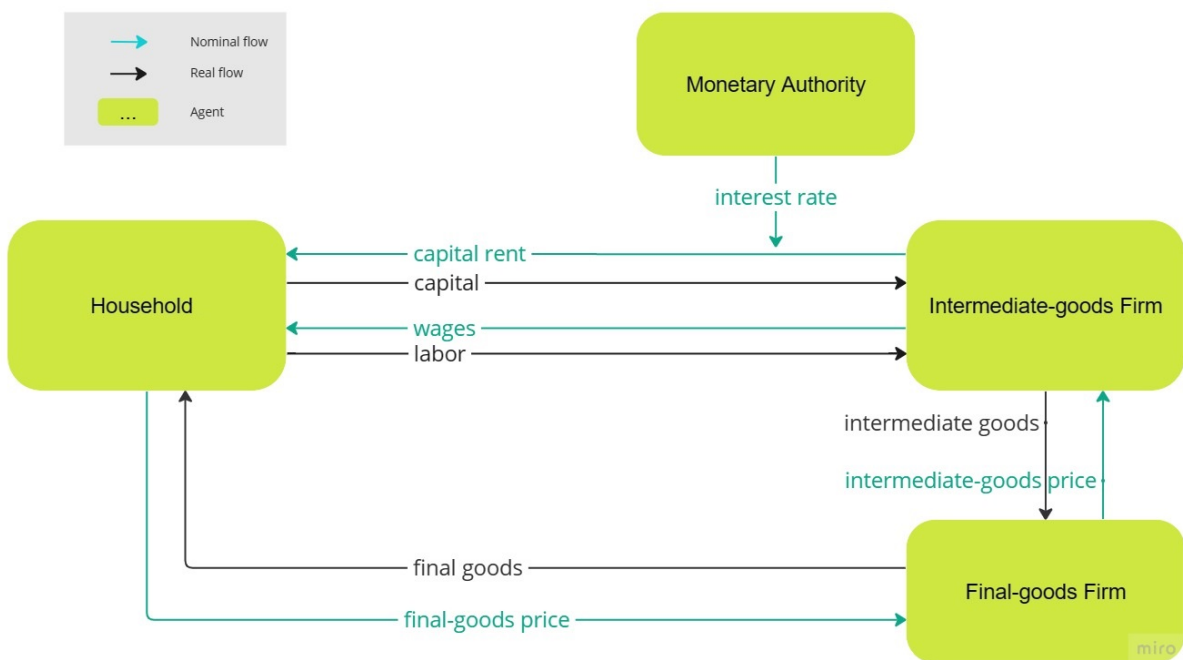 Nominal flow
Real flow
...
Agent
Monetary Authority
interest rate
Household
capital rent
capital
wages
labor
Intermediate-goods Firm
intermediate goods
intermediate-goods price
final goods
final-goods price
Final-goods Firm
miro